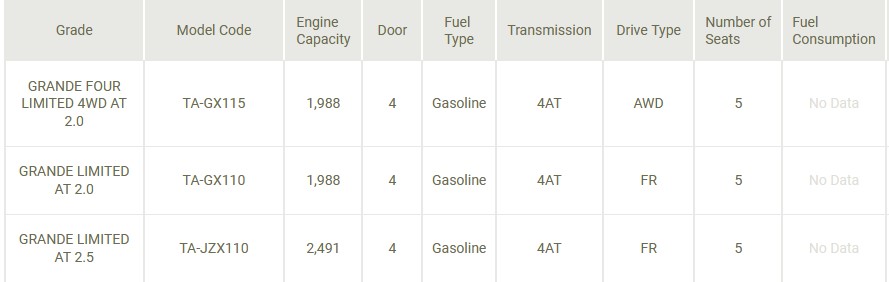 Grade
Model Code
Engine
Capacity
Door
Fuel
Type
Transmission
Drive Type
Number of
Seats
Fuel
Consumption
GRANDE FOUR
LIMITED 4WD AT
2.0
TA-GX115
1,988
4
Gasoline
4AT
AWD
5
No Data
GRANDE LIMITED
AT 2.0
TA-GX110
1,988
4
Gasoline
4AT
FR
5
No Data
GRANDE LIMITED
AT 2.5
TA-JZX110
2,491
4
Gasoline
4AT
FR
5
No Data